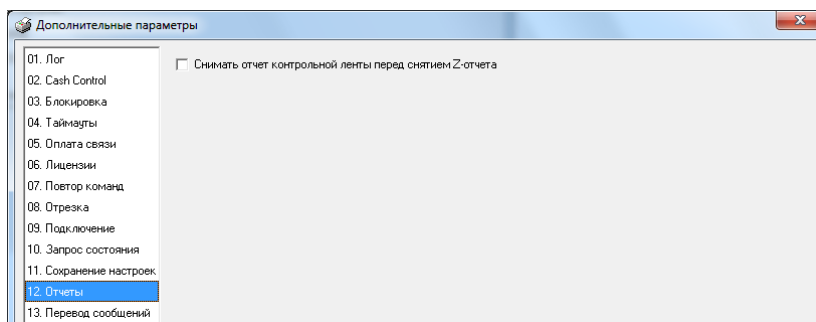 Дополнительные параметры
01. Лог
Снимать отчет контрольной ленты перед снятием Z-отчета
02. Cash Control
03. Блокировка
04. Таймауты
05. Оплата связи
06. Лицензии
07. Повтор команд
08. Отрезка
09. Подключение
10. Запрос состояния
11. Сохранение настроек
12. Отчеты
13. Перевод сообщений